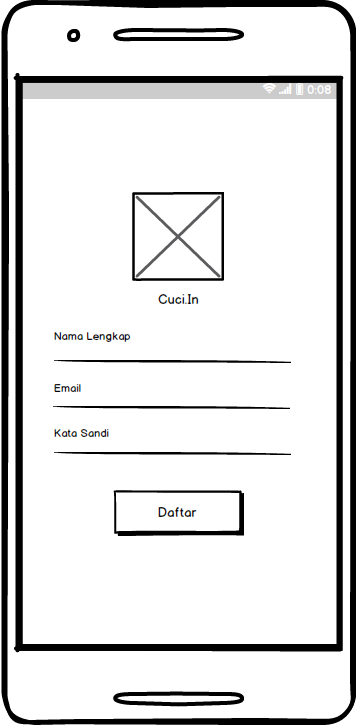 0:08
Cuci.In
Nama Lengkap
Email
Kata Sandi
Daftar